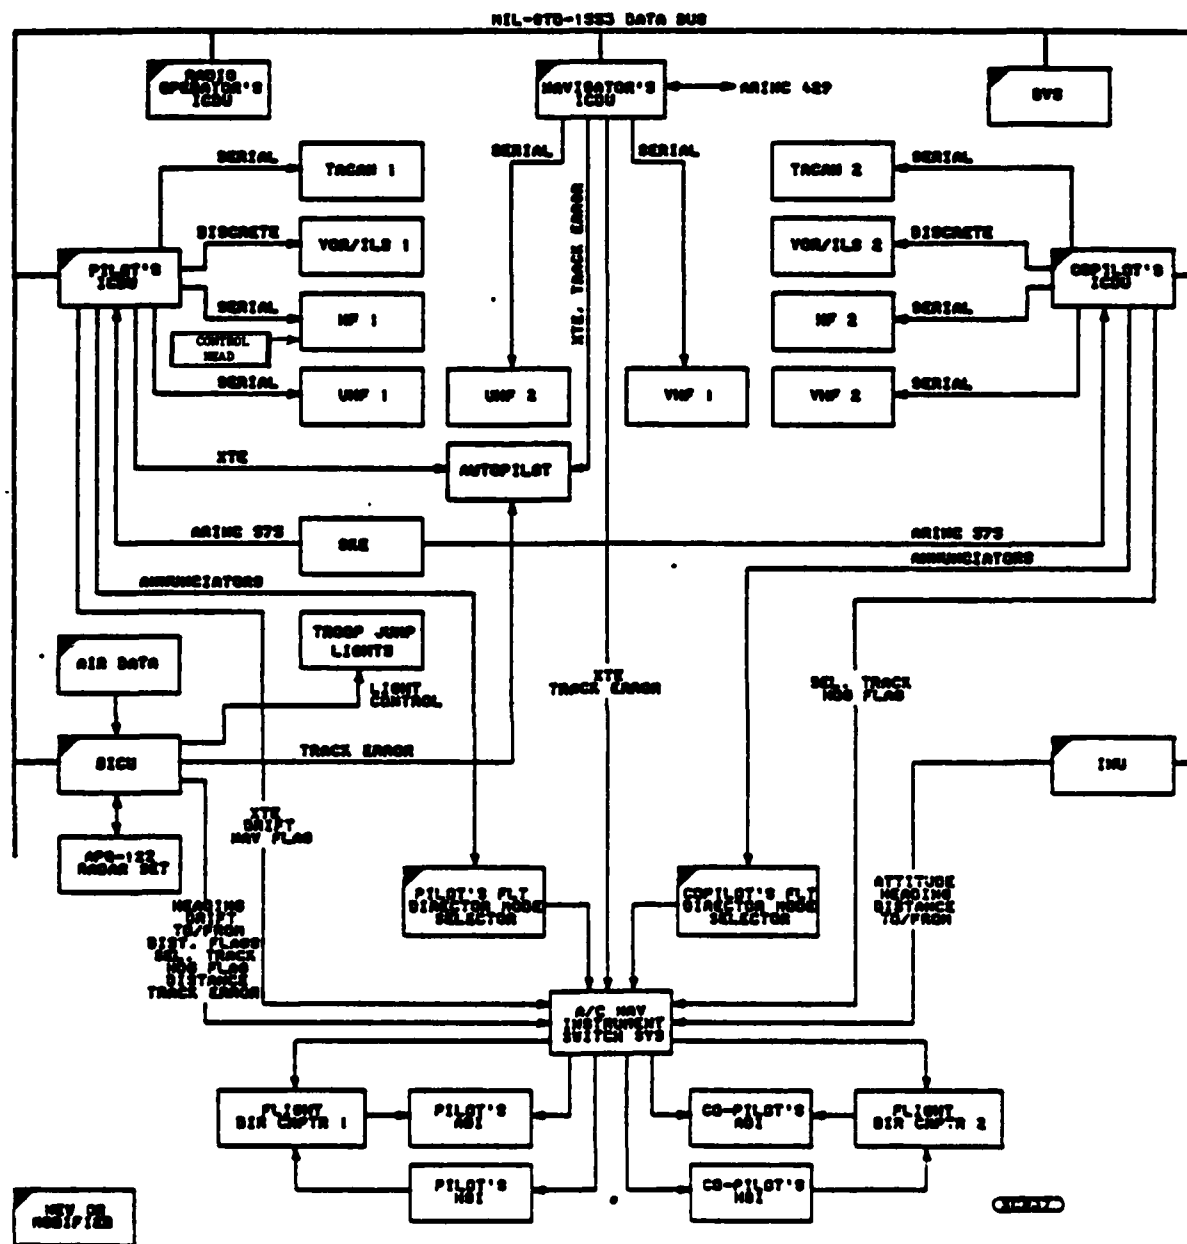 MIL-STD-1553 DATA BUS
RADIO
OPERATOR'S
ICDU
NAVIGATOR'S
ICDU
ARINC 429
SERIAL
TACAN 1
SERIAL
SERIAL
TACAN 2
SERIAL
DISCRETE
VOR/ILS 1
XTE, TRACK ERROR
VOR/ILS 2
DISCRETE
PILOT'S
ICDU
COPILOT'S
ICDU
SERIAL
HF 1
HF 2
SERIAL
CONTROL
HEAD
SERIAL
UHF 1
UHF 2
VHF 1
VHF 2
SERIAL
XTE
AUTOPILOT
ARINC 575
SKE
ARINC 575
ANNUNCIATORS
ANNUNCIATORS
TROOP JUMP
LIGHTS
AIR DATA
LIGHT
CONTROL
XTE
TRACK ERROR
SEL. TRACK
HDG FLAG
TRACK ERROR
BICU
INU
XTE
DRIFT
NAV FLAG
APQ-122
RADAR SET
HEADING
DRIFT
TO/FROM
DIST. FLAGS
SEL. TRACK
HDG FLAG
DISTANCE
TRACK ERROR
PILOT'S FLT
DIRECTOR MODE
SELECTOR
COPILOT'S FLT
DIRECTOR MODE
SELECTOR
ATTITUDE
HEADING
DISTANCE
TO/FROM
A/C NAV
INSTRUMENT
SWITCH SYS
FLIGHT
DIR CMPTR 1
PILOT'S
ADI
CO-PILOT'S
ADI
FLIGHT
DIR CMPTR 2
PILOT'S
HSI
CO-PILOT'S
HSI
NEW OR
MODIFIED